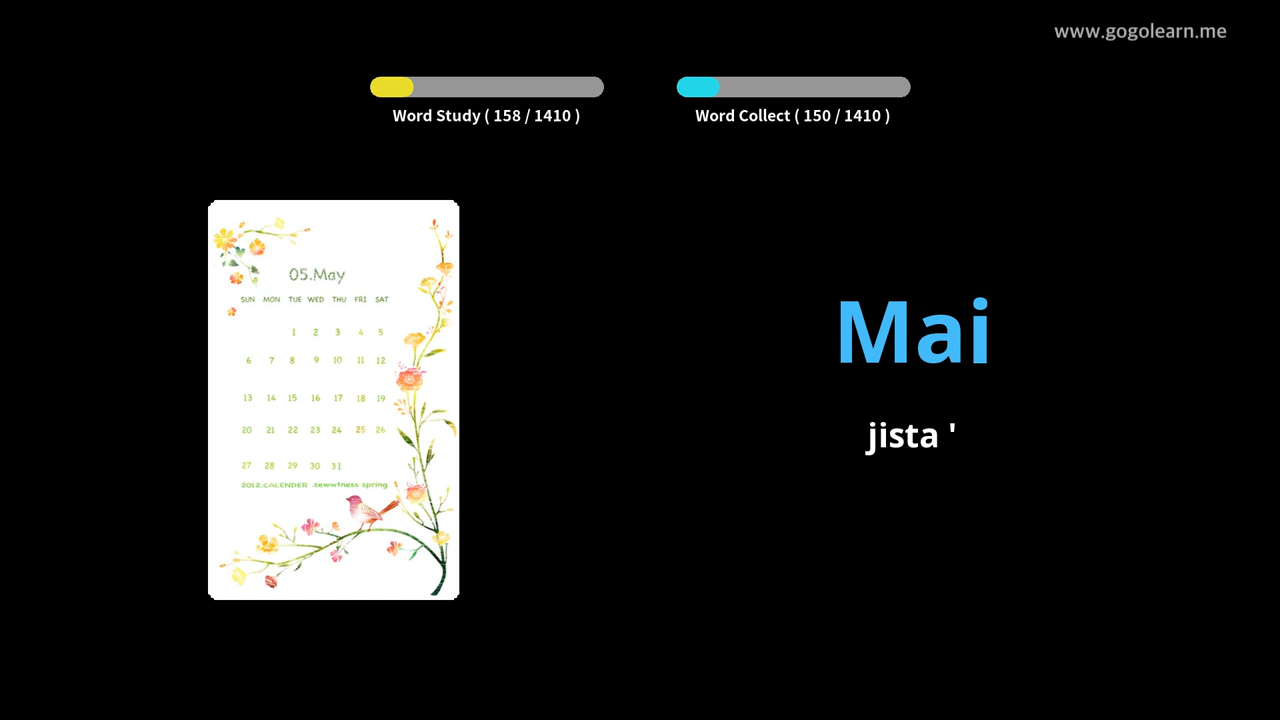 www.gogolearn.me
Word Study ( 158 / 1410 )
Word Collect ( 150 / 1410 )
05.May
SUN MON TUE WED THU FRI SAT
1 2 3 4 5
6 7 8 9 10 11 12
13 14 15 16 17 18 19
20 21 22 23 24 25 26
27 28 29 30 31
2012.CALENDER .sewwtness spring
Mai
jista '